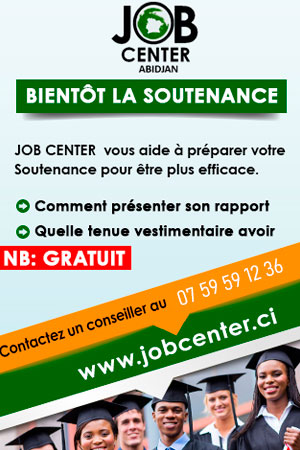 JOB
CENTER
ABIDJAN
BIENTÔT LA SOUTENANCE
JOB CENTER vous aide à préparer votre
Soutenance pour être plus efficace.
Comment présenter son rapport
Quelle tenue vestimentaire avoir
NB: GRATUIT
Contactez un conseiller au 07 59 59 12 36
www.jobcenter.ci